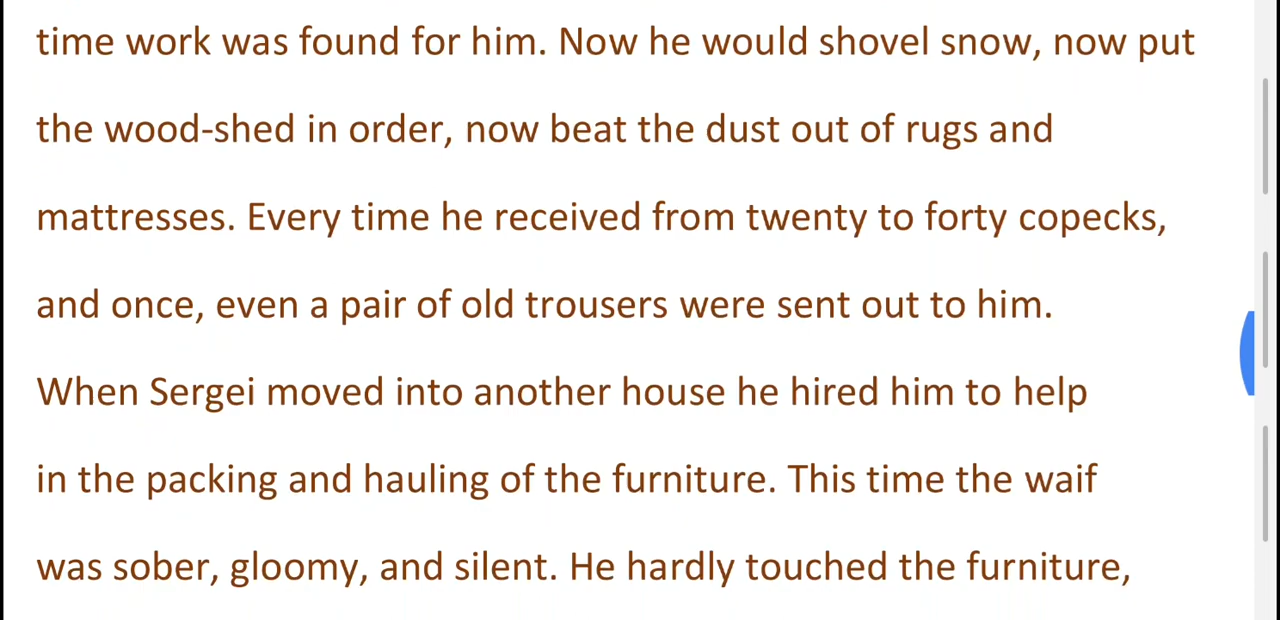 time work was found for him. Now he would shovel snow, now put
the wood-shed in order, now beat the dust out of rugs and
mattresses. Every time he received from twenty to forty copecks,
and once, even a pair of old trousers were sent out to him.
When Sergei moved into another house he hired him to help
in the packing and hauling of the furniture. This time the waif
was sober, gloomy, and silent. He hardly touched the furniture,